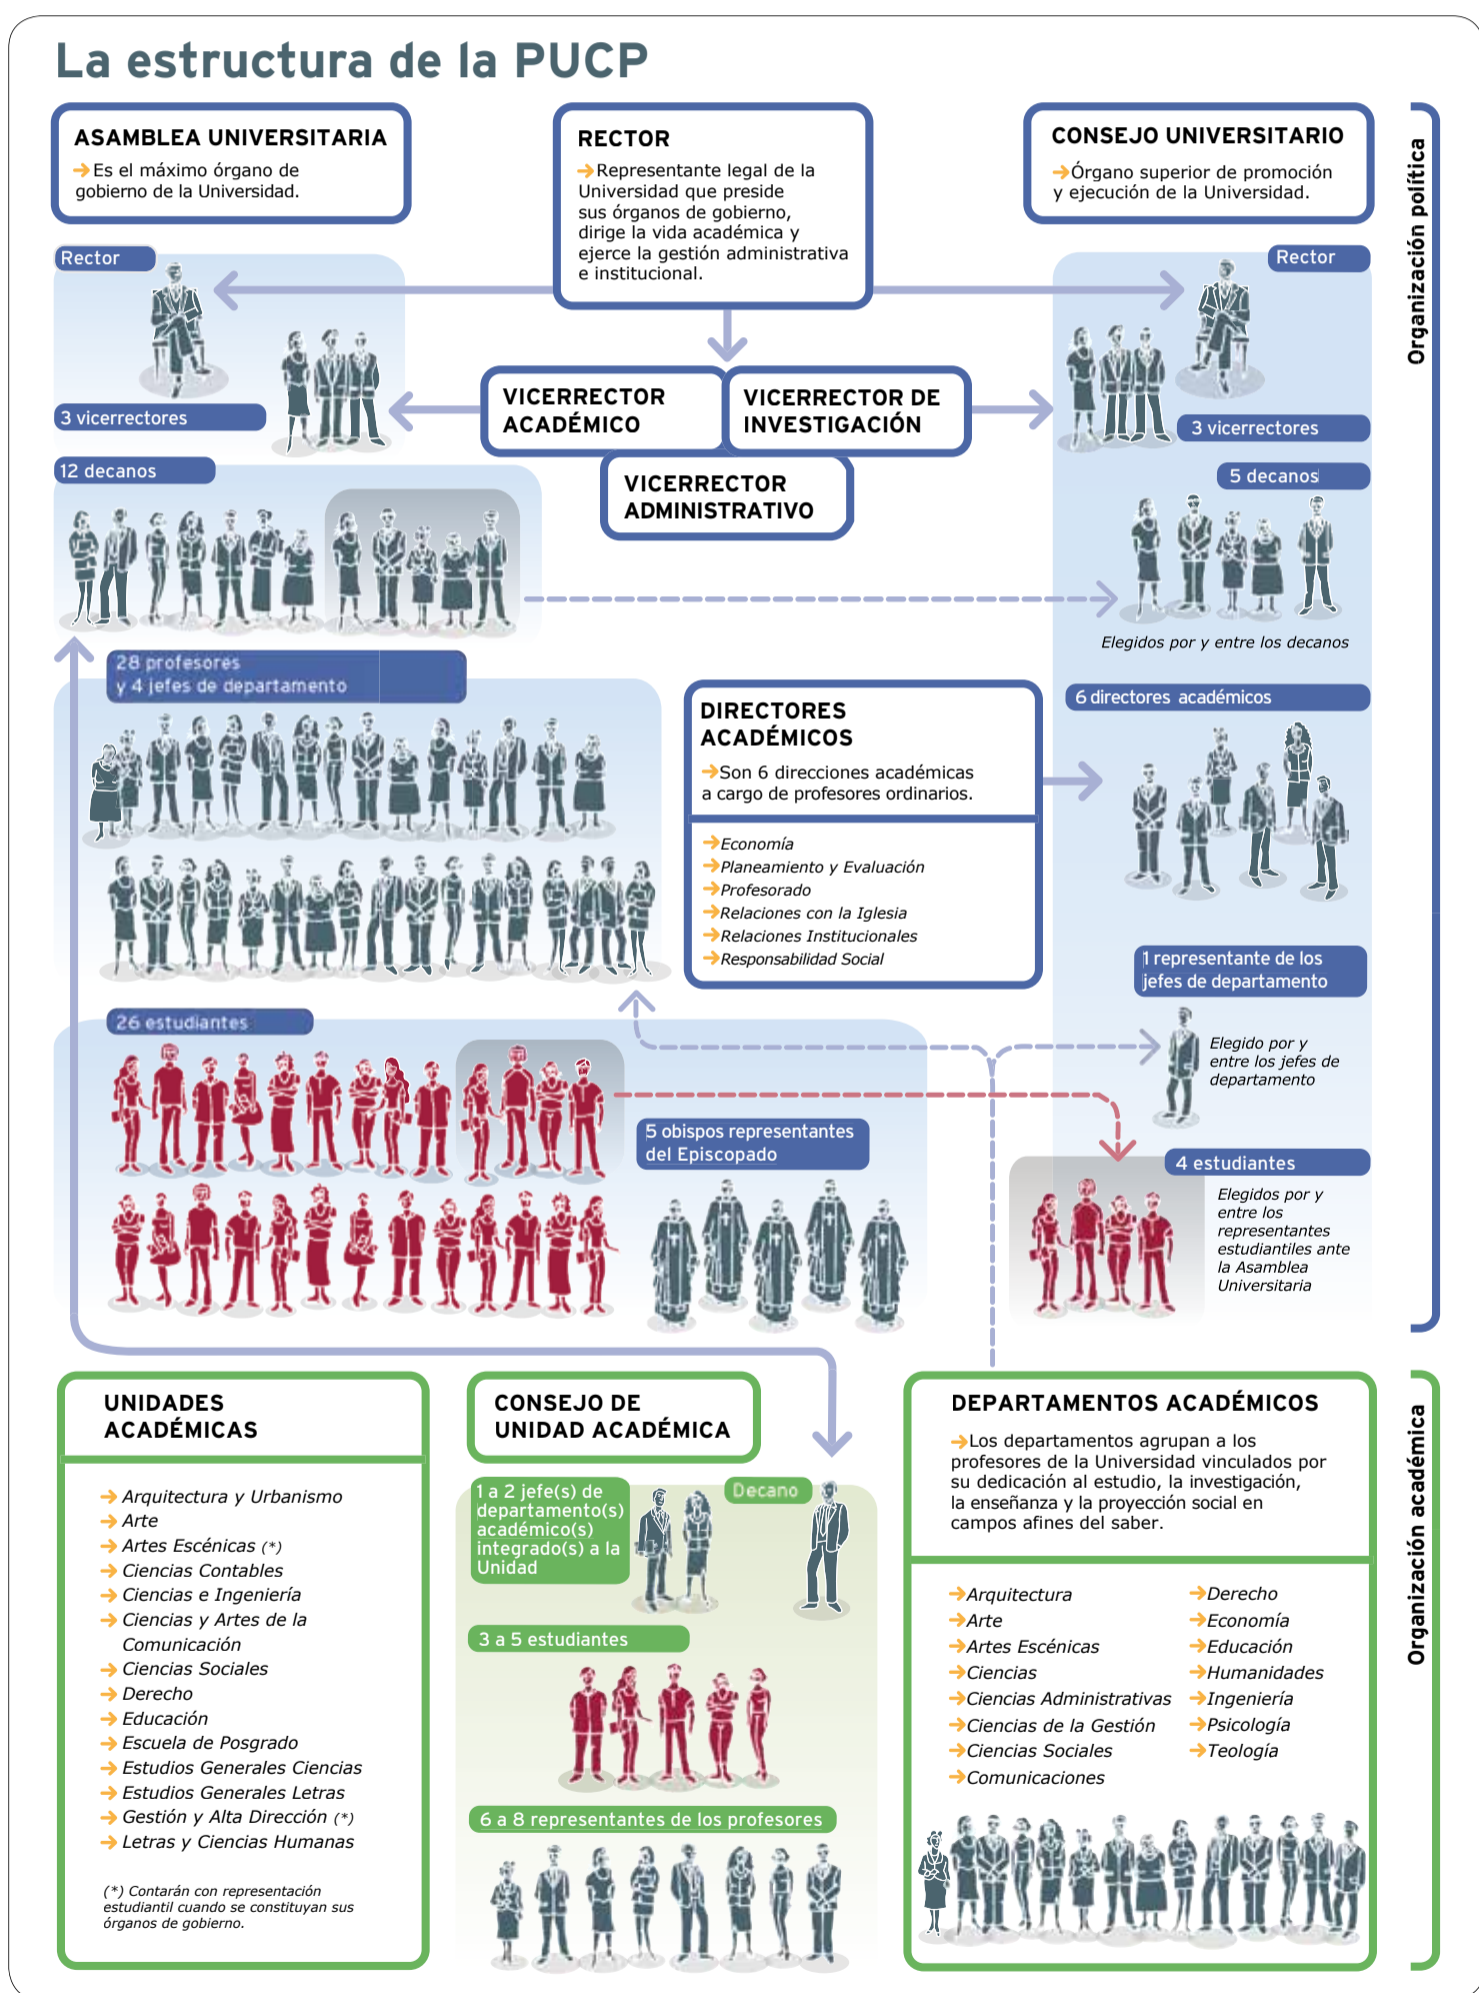 La estructura de la PUCP
ASAMBLEA UNIVERSITARIA
Es el máximo órgano de
gobierno de la Universidad.
RECTOR
Representante legal de la
Universidad que preside
sus órganos de gobierno,
dirige la vida académica y
ejerce la gestión administrativa
e institucional.
CONSEJO UNIVERSITARIO
Órgano superior de promoción
y ejecución de la Universidad.
Organización política
Rector
Rector
VICERRECTOR
ACADÉMICO
VICERRECTOR DE
INVESTIGACIÓN
VICERRECTOR
ADMINISTRATIVO
3 vicerrectores
3 vicerrectores
12 decanos
5 decanos
Elegidos por y entre los decanos
28 profesores
y 4 jefes de departamento
DIRECTORES
ACADÉMICOS
Son 6 direcciones académicas
a cargo de profesores ordinarios.
Economía
Planeamiento y Evaluación
Profesorado
Relaciones con la Iglesia
Relaciones Institucionales
Responsabilidad Social
6 directores académicos
1 representante de los
jefes de departamento
Elegido por y
entre los jefes de
departamento
26 estudiantes
5 obispos representantes
del Episcopado
4 estudiantes
Elegidos por y
entre los
representantes
estudiantiles ante
la Asamblea
Universitaria
UNIDADES
ACADÉMICAS
Arquitectura y Urbanismo
Arte
Artes Escénicas (*)
Ciencias Contables
Ciencias e Ingeniería
Ciencias y Artes de la
Comunicación
Ciencias Sociales
Derecho
Educación
Escuela de Posgrado
Estudios Generales Ciencias
Estudios Generales Letras
Gestión y Alta Dirección (*)
Letras y Ciencias Humanas
(*) Contarán con representación
estudiantil cuando se constituyan sus
órganos de gobierno.
CONSEJO DE
UNIDAD ACADÉMICA
1 a 2 jefe(s) de
departamento(s)
académico(s)
integrado(s) a la
Unidad
Decano
3 a 5 estudiantes
6 a 8 representantes de los profesores
DEPARTAMENTOS ACADÉMICOS
Los departamentos agrupan a los
profesores de la Universidad vinculados por
su dedicación al estudio, la investigación,
la enseñanza y la proyección social en
campos afines del saber.
Arquitectura
Arte
Artes Escénicas
Ciencias
Ciencias Administrativas
Ciencias de la Gestión
Ciencias Sociales
Comunicaciones
Derecho
Economía
Educación
Humanidades
Ingeniería
Psicología
Teología
Organización académica